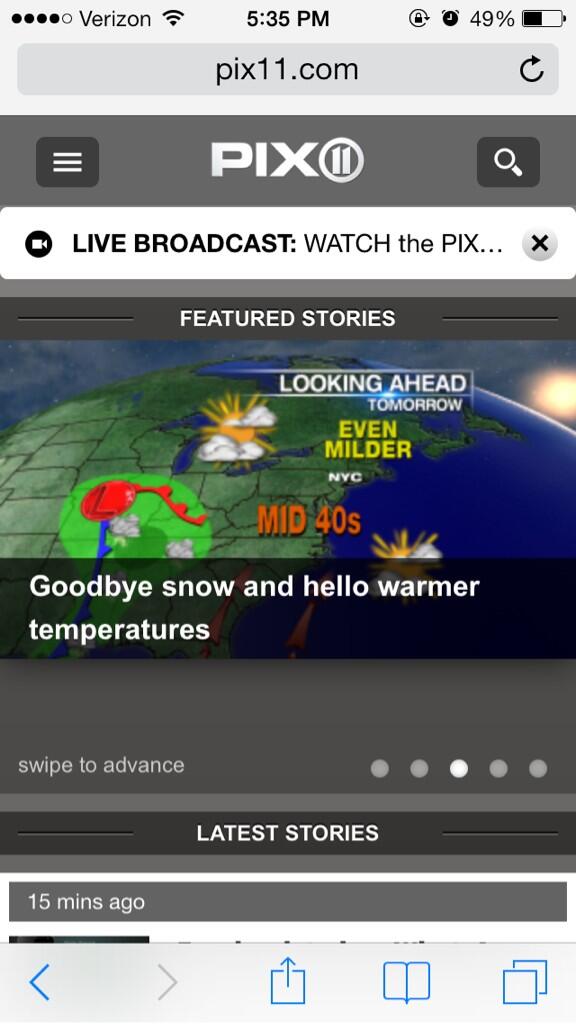 Verizon 5:35 PM 49%
pix11.com
PIX11
LIVE BROADCAST: WATCH the PIX...
FEATURED STORIES
LOOKING AHEAD
TOMORROW
EVEN
MILDER
NYC
L
MID 40s
Goodbye snow and hello warmer
temperatures
swipe to advance
LATEST STORIES
15 mins ago